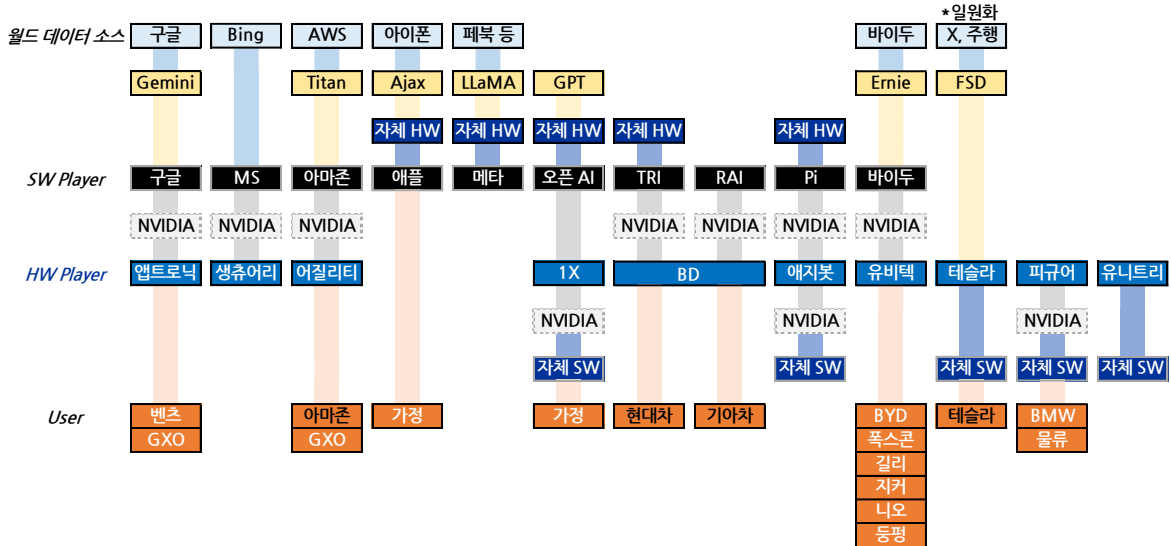 *일원화
월드 데이터 소스 구글 Bing AWS 아이폰 페북 등 바이두 X, 주행
Gemini Titan Ajax LLaMA GPT Ernie FSD
자체 HW 자체 HW 자체 HW 자체 HW 자체 HW
SW Player 구글 MS 아마존 애플 메타 오픈 AI TRI RAI Pi 바이두
NVIDIA NVIDIA NVIDIA NVIDIA NVIDIA NVIDIA NVIDIA
HW Player 앱트로닉 생츄어리 어질리티 1X BD 애지봇 유비텍 테슬라 피규어 유니트리
NVIDIA NVIDIA NVIDIA
자체 SW 자체 SW 자체 SW 자체 SW 자체 SW
User 벤츠 아마존 가정 가정 현대차 기아차 BYD 테슬라 BMW
GXO GXO 폭스콘 물류
길리
지커
니오
둥펑